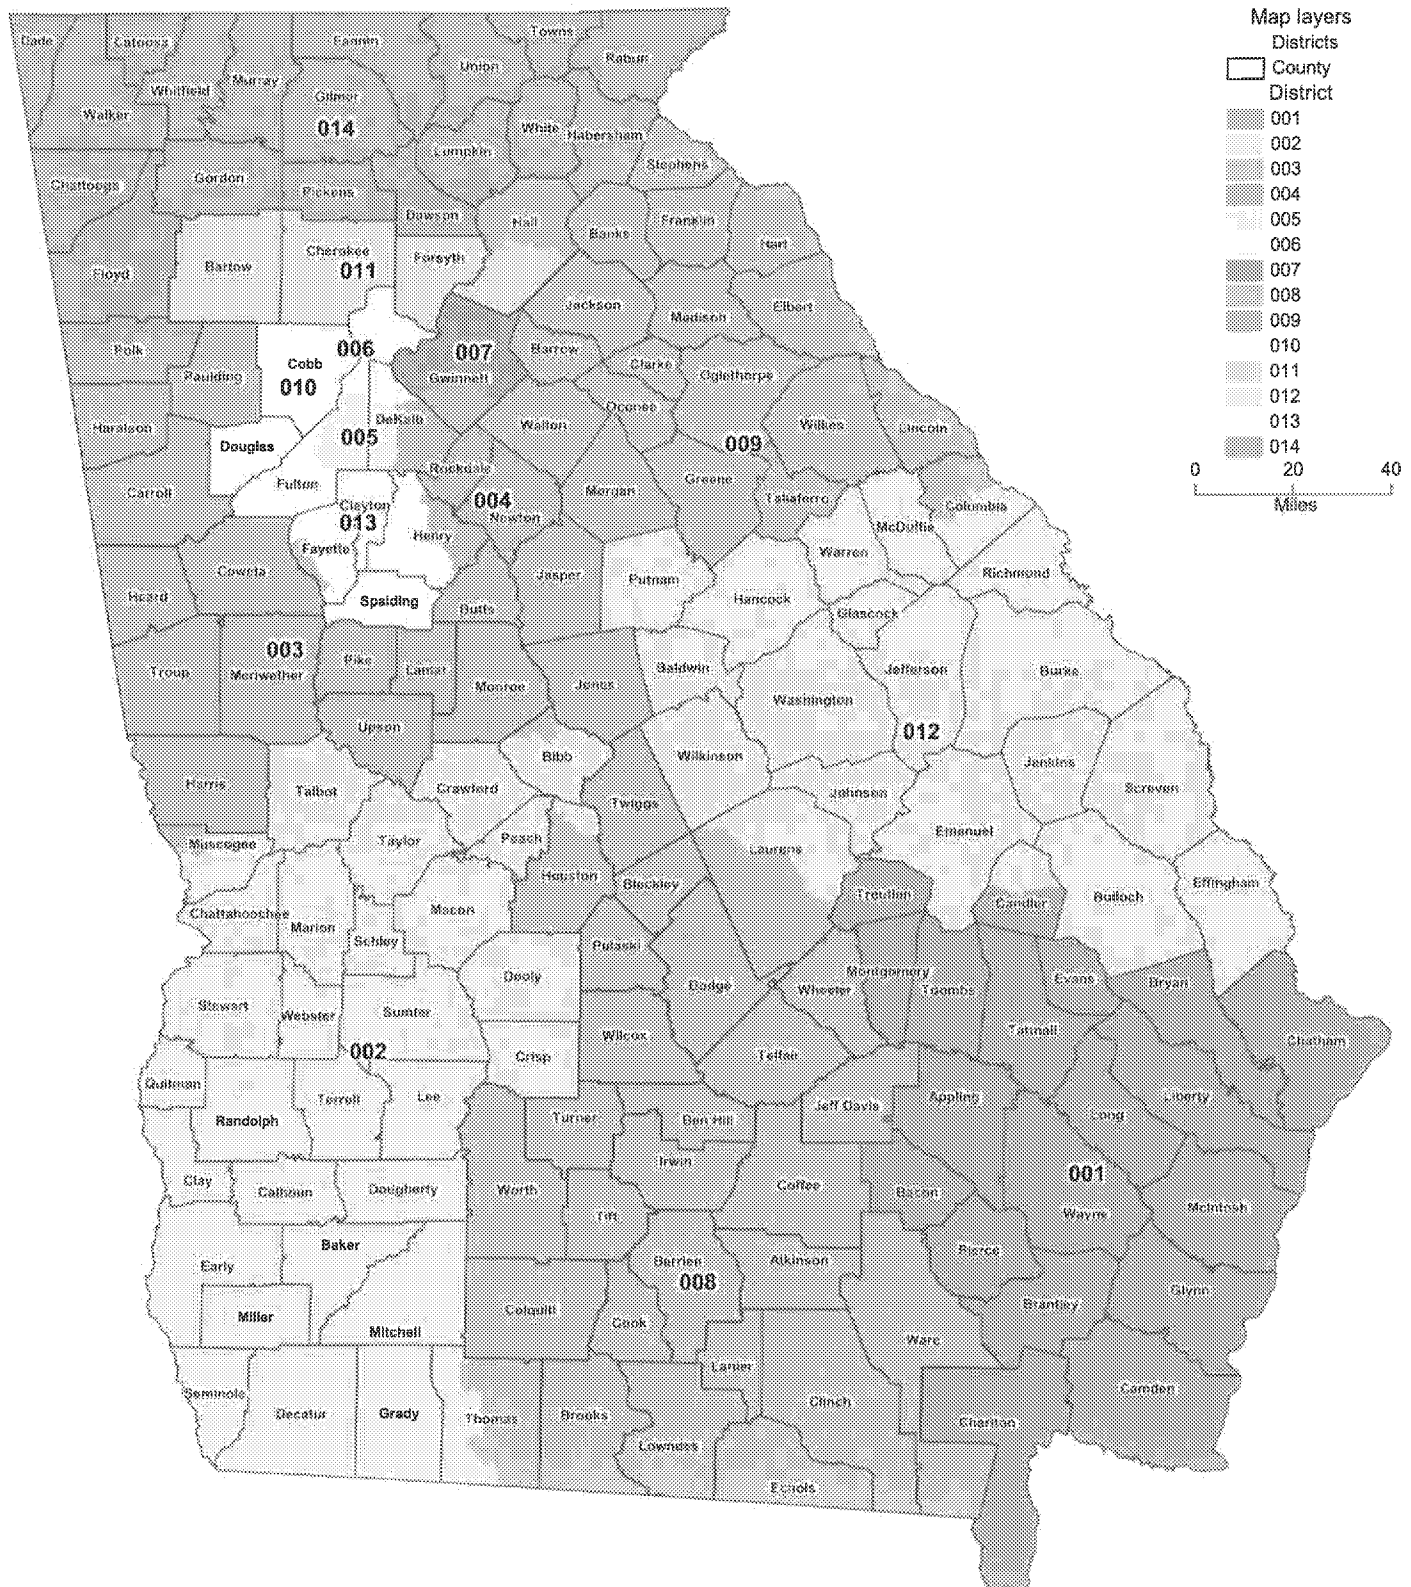 Map layers
Districts
County
District
001
002
003
004
005
006
007
008
009
010
011
012
013
014
0 20 40
Miles
Dade
Catoosa
Fannin
Towns
Rabun
Union
Whitfield
Murray
Walker
Gilmer
014
White
Habersham
Lumpkin
Stephens
Chattooga
Gordon
Pickens
Dawson
Hall
Banks
Franklin
Hart
Floyd
Bartow
Cherokee
011
Forsyth
Jackson
Madison
Elbert
Polk
Paulding
Cobb
010
006
007
Gwinnett
Barrow
Clarke
Oglethorpe
Oconee
Haralson
Douglas
005
DeKalb
Walton
009
Wilkes
Lincoln
Carroll
Fulton
Rockdale
004
Newton
Morgan
Greene
Taliaferro
Columbia
McDuffie
Clayton
013
Henry
Fayette
Warren
Richmond
Coweta
Heard
Spalding
Butts
Jasper
Putnam
Hancock
Glascock
Troup
003
Meriwether
Pike
Lamar
Monroe
Jones
Baldwin
Washington
Jefferson
012
Burke
Upson
Bibb
Wilkinson
Jenkins
Screven
Harris
Talbot
Crawford
Twiggs
Johnson
Muscogee
Taylor
Peach
Laurens
Emanuel
Houston
Bleckley
Treutlen
Candler
Bulloch
Effingham
Chattahoochee
Marion
Schley
Macon
Pulaski
Dooly
Dodge
Wheeler
Montgomery
Toombs
Evans
Bryan
Tattnall
Stewart
Webster
Sumter
002
Crisp
Wilcox
Telfair
Chatham
Quitman
Randolph
Terrell
Lee
Turner
Ben Hill
Jeff Davis
Appling
Long
Liberty
Clay
Calhoun
Dougherty
Worth
Tift
Irwin
Coffee
Bacon
001
Wayne
McIntosh
Early
Baker
Miller
Mitchell
Colquitt
Berrien
008
Cook
Atkinson
Pierce
Brantley
Glynn
Ware
Lanier
Clinch
Seminole
Decatur
Grady
Thomas
Brooks
Lowndes
Echols
Charlton
Camden